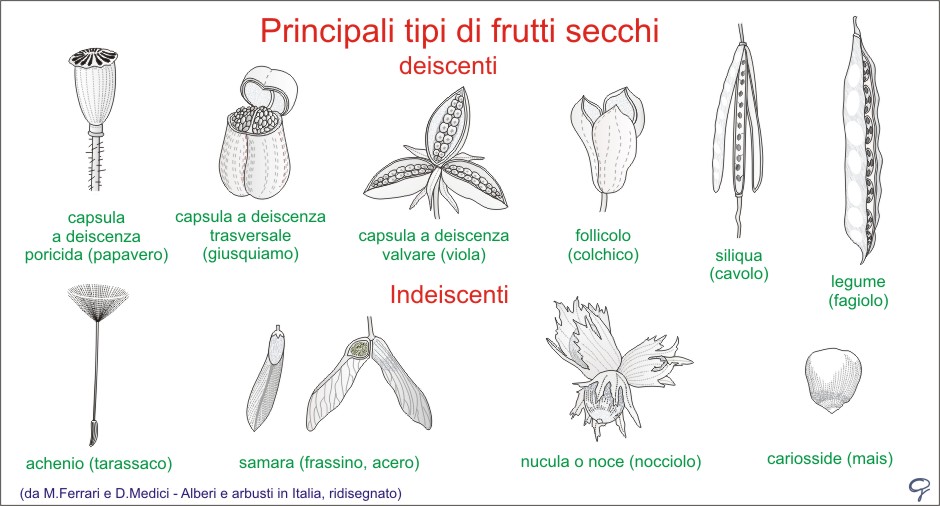 Principali tipi di frutti secchi
deiscenti
capsula
a deiscenza
poricida (papavero)
capsula a deiscenza
trasversale
(giusquiamo)
capsula a deiscenza
valvare (viola)
follicolo
(colchico)
siliqua
(cavolo)
legume
(fagiolo)
Indeiscenti
achenio (tarassaco)
samara (frassino, acero)
nucula o noce (nocciolo)
cariosside (mais)
(da M.Ferrari e D.Medici - Alberi e arbusti in Italia, ridisegnato)